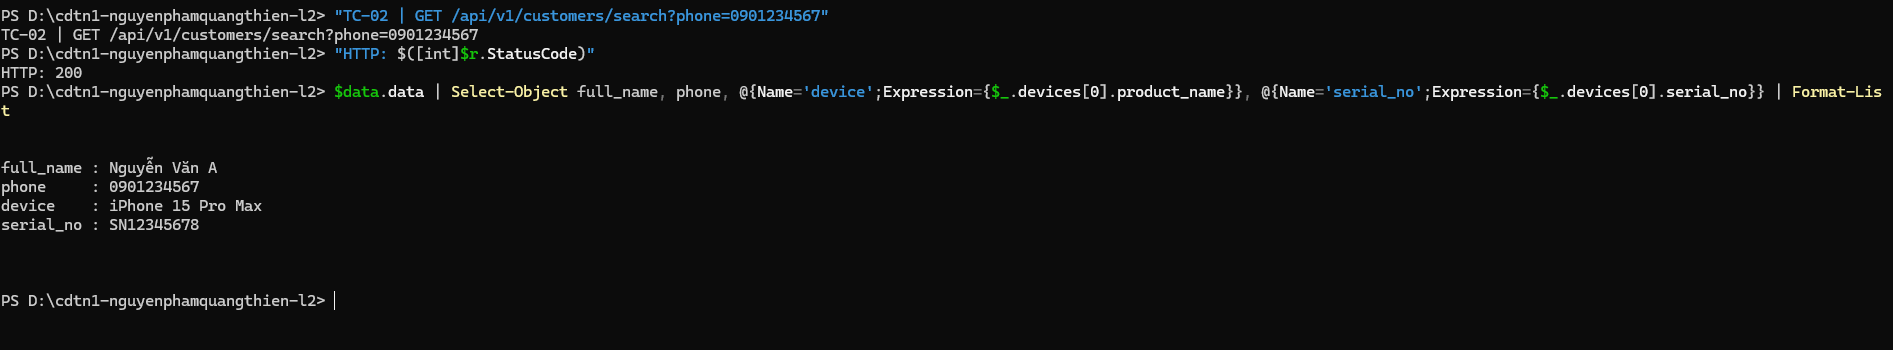 PS D:\cdtn1-nguyenphamquangthien-l2> "TC-02 | GET /api/v1/customers/search?phone=0901234567"
TC-02 | GET /api/v1/customers/search?phone=0901234567
PS D:\cdtn1-nguyenphamquangthien-l2> "HTTP: $([int]$r.StatusCode)"
HTTP: 200
PS D:\cdtn1-nguyenphamquangthien-l2> $data.data | Select-Object full_name, phone, @{Name='device';Expression={$_.devices[0].product_name}}, @{Name='serial_no';Expression={$_.devices[0].serial_no}} | Format-Lis
t
full_name : Nguyễn Văn A
phone     : 0901234567
device    : iPhone 15 Pro Max
serial_no : SN12345678
PS D:\cdtn1-nguyenphamquangthien-l2>